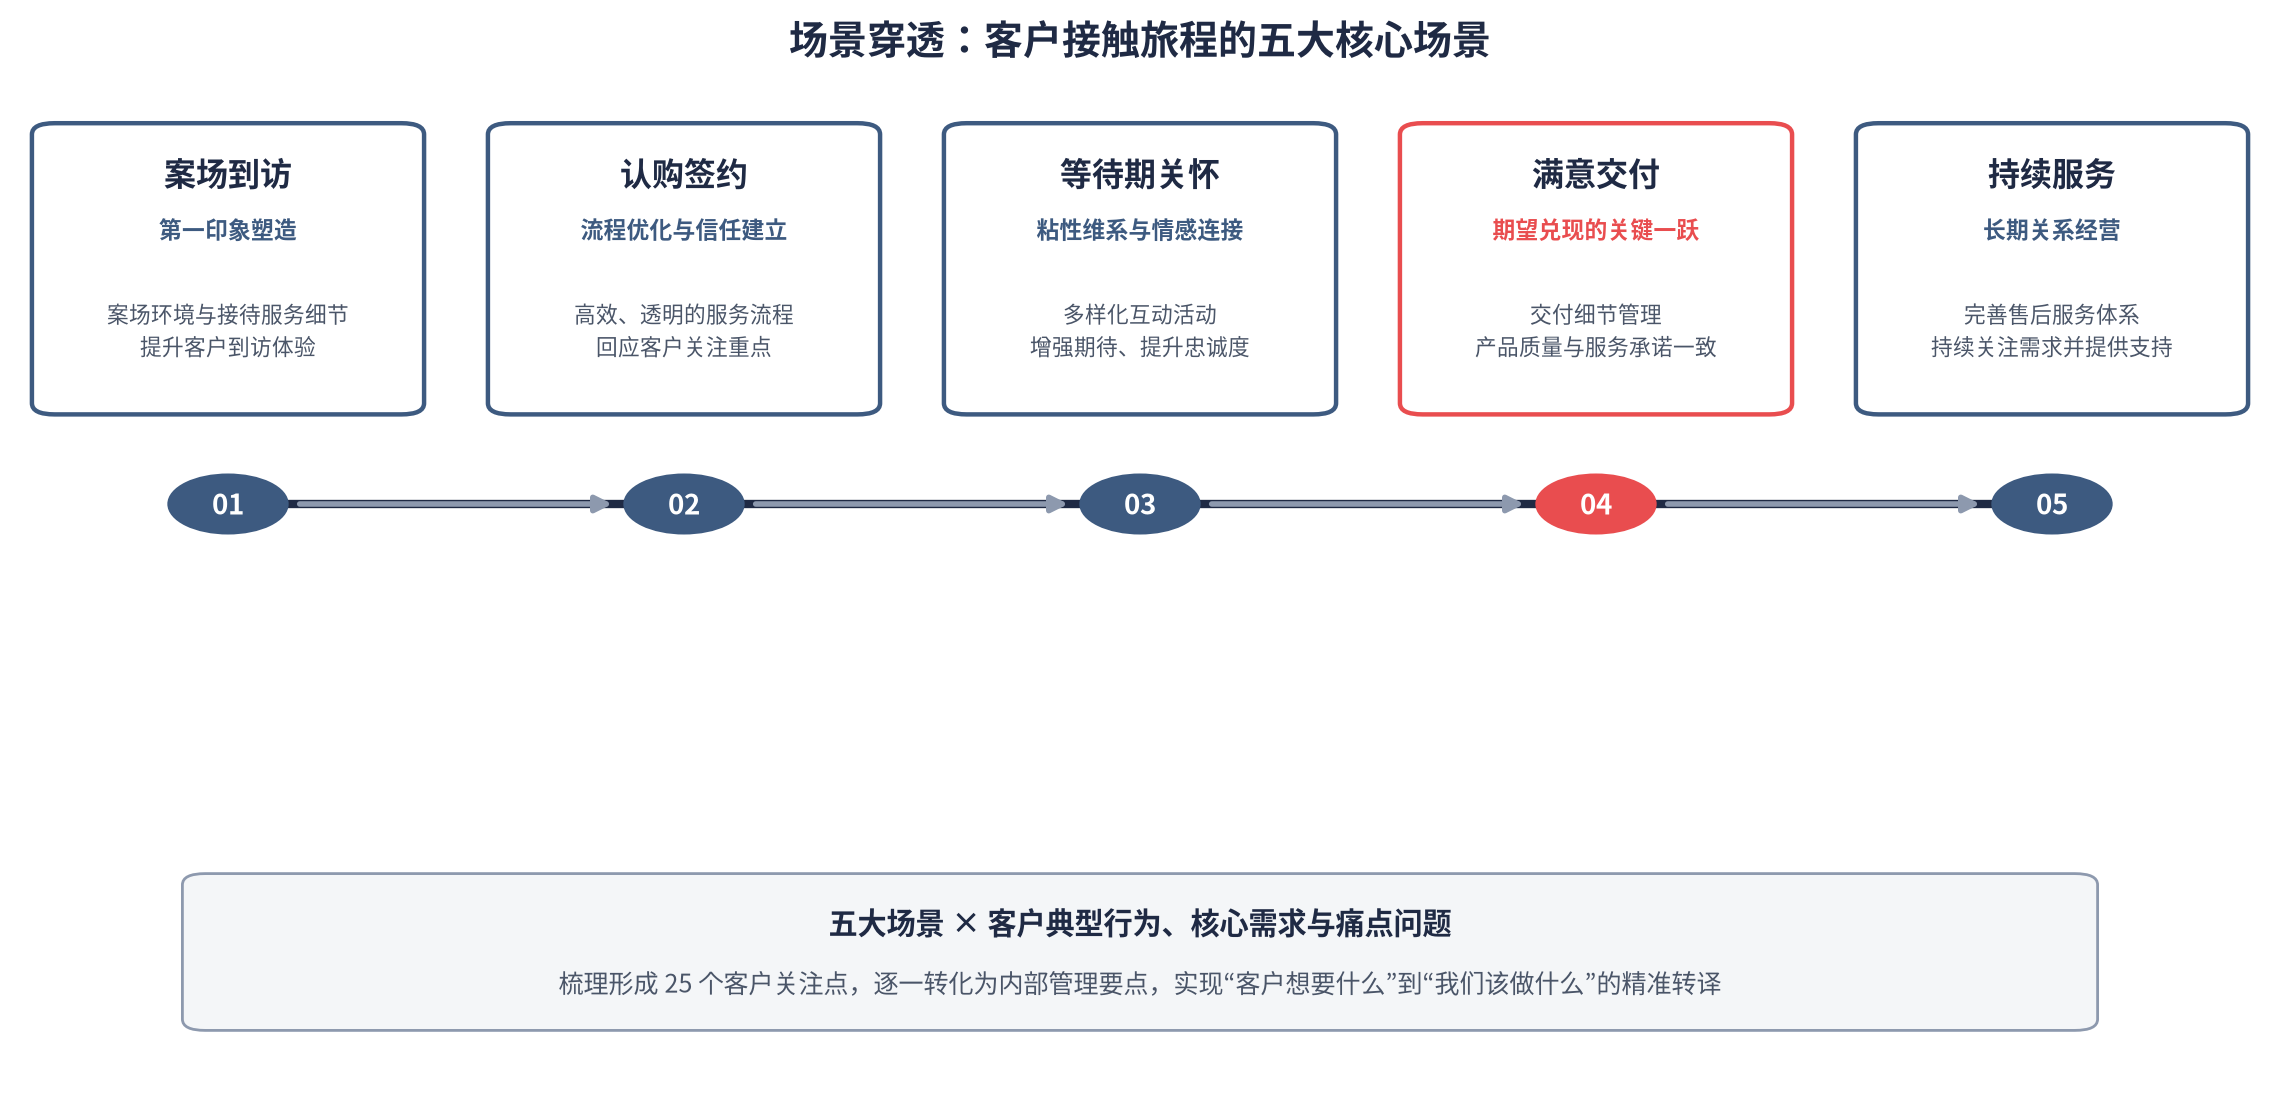 场景穿透：客户接触旅程的五大核心场景
案场到访
第一印象塑造
案场环境与接待服务细节
提升客户到访体验
认购签约
流程优化与信任建立
高效、透明的服务流程
回应客户关注重点
等待期关怀
粘性维系与情感连接
多样化互动活动
增强期待、提升忠诚度
满意交付
期望兑现的关键一跃
交付细节管理
产品质量与服务承诺一致
持续服务
长期关系经营
完善售后服务体系
持续关注需求并提供支持
01
02
03
04
05
五大场景 × 客户典型行为、核心需求与痛点问题
梳理形成 25 个客户关注点，逐一转化为内部管理要点，实现“客户想要什么”到“我们该做什么”的精准转译